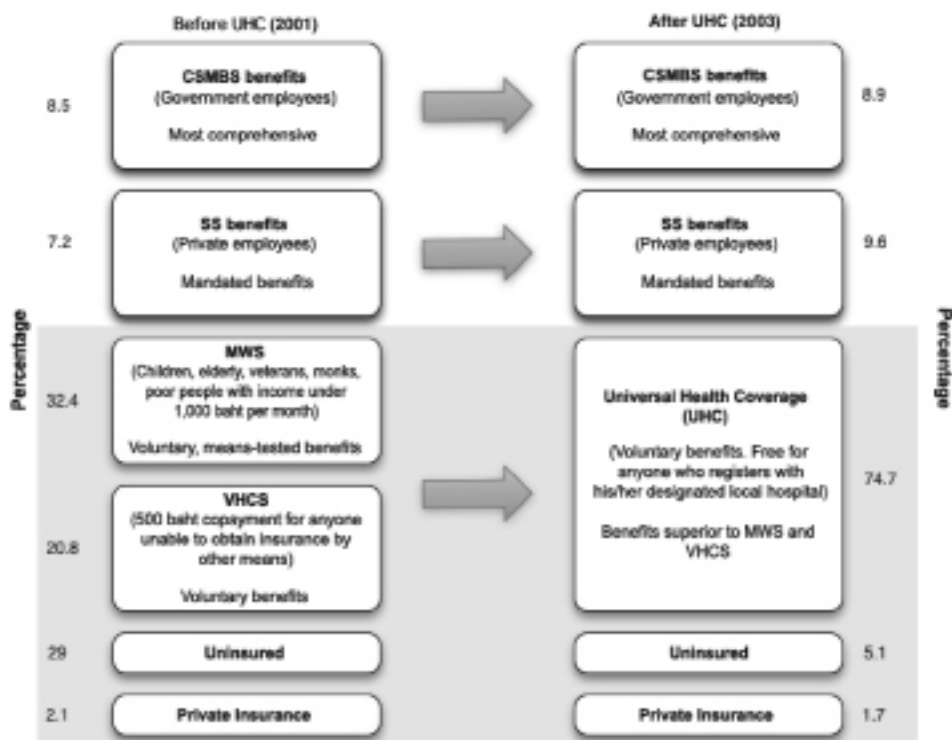 Before UHC (2001)
After UHC (2003)
8.5
CSMBS benefits
(Government employees)
Most comprehensive
CSMBS benefits
(Government employees)
Most comprehensive
8.9
7.2
SS benefits
(Private employees)
Mandated benefits
SS benefits
(Private employees)
Mandated benefits
9.6
Percentage
Percentage
32.4
MWS
(Children, elderly, veterans, monks,
poor people with income under
1,000 baht per month)
Voluntary, means-tested benefits
20.8
VHCS
(500 baht copayment for anyone
unable to obtain insurance by
other means)
Voluntary benefits
Universal Health Coverage
(UHC)
(Voluntary benefits. Free for
anyone who registers with
his/her designated local hospital)
Benefits superior to MWS and
VHCS
74.7
29
Uninsured
Uninsured
5.1
2.1
Private Insurance
Private Insurance
1.7